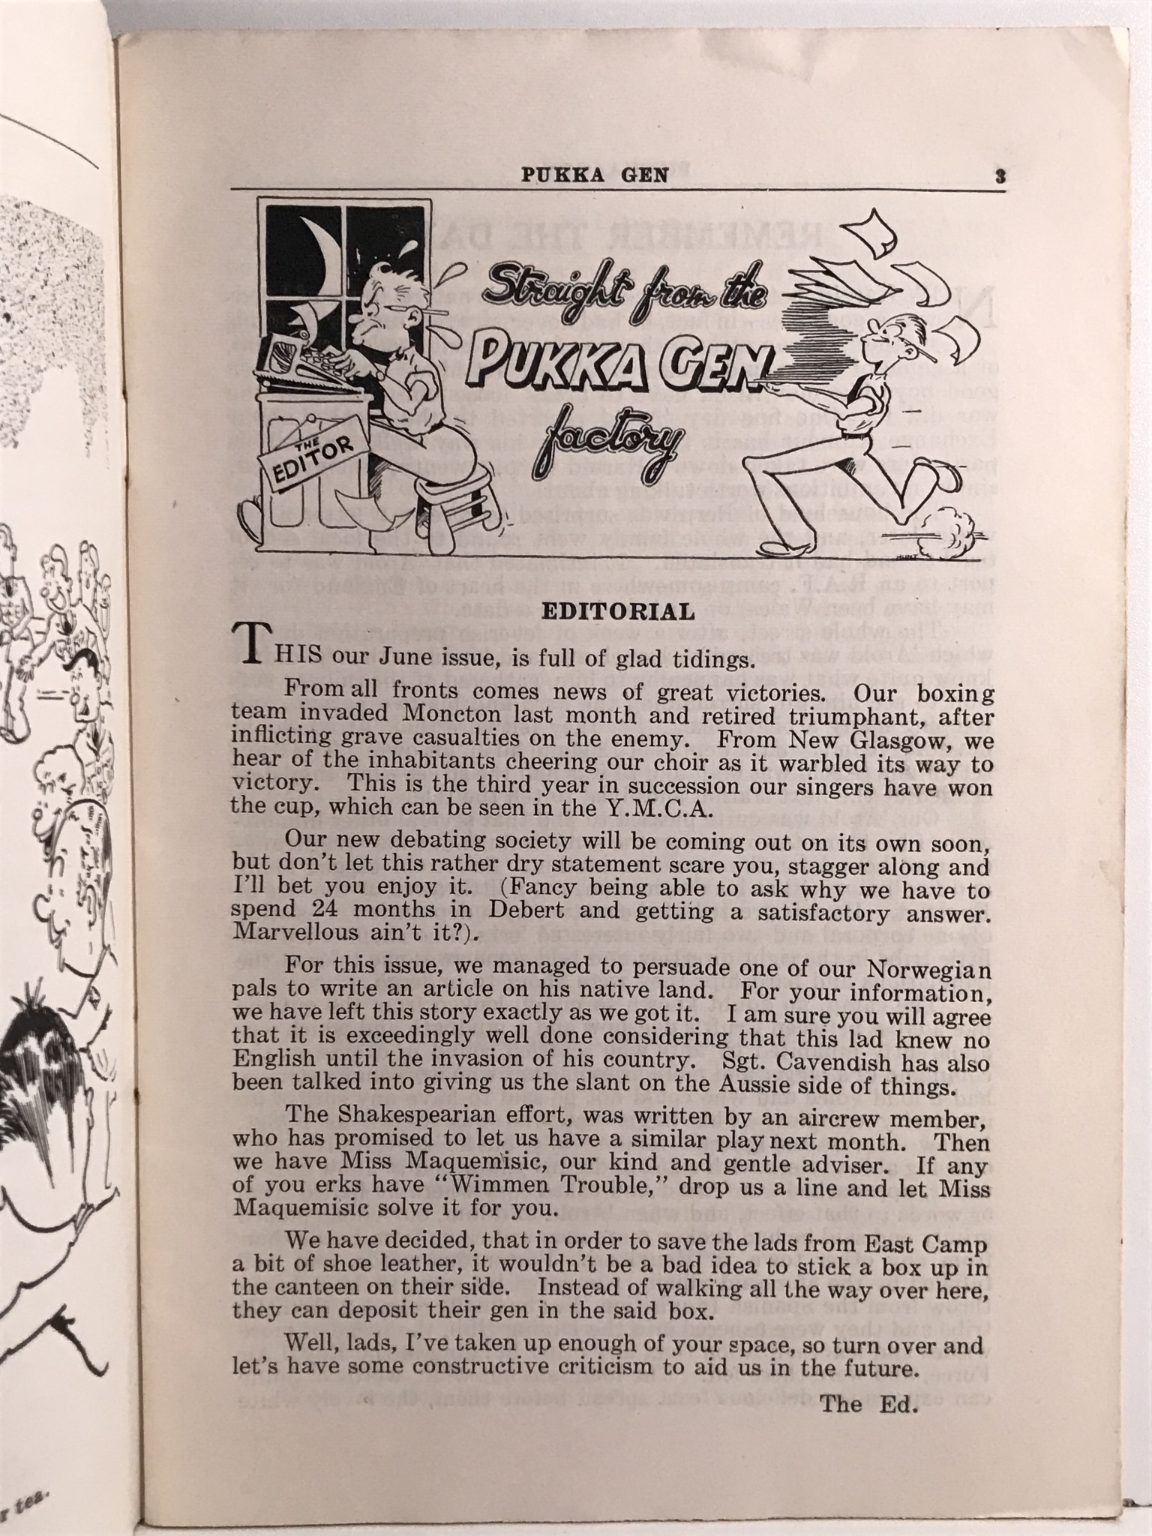 PUKKA GEN 3
Straight from the
PUKKA GEN
factory
THE
EDITOR
HUNT
EDITORIAL
THIS our June issue, is full of glad tidings.
From all fronts comes news of great victories. Our boxing
team invaded Moncton last month and retired triumphant, after
inflicting grave casualties on the enemy. From New Glasgow, we
hear of the inhabitants cheering our choir as it warbled its way to
victory. This is the third year in succession our singers have won
the cup, which can be seen in the Y.M.C.A.
Our new debating society will be coming out on its own soon,
but don't let this rather dry statement scare you, stagger along and
I'll bet you enjoy it. (Fancy being able to ask why we have to
spend 24 months in Debert and getting a satisfactory answer.
Marvellous ain't it?).
For this issue, we managed to persuade one of our Norwegian
pals to write an article on his native land. For your information,
we have left this story exactly as we got it. I am sure you will agree
that it is exceedingly well done considering that this lad knew no
English until the invasion of his country. Sgt. Cavendish has also
been talked into giving us the slant on the Aussie side of things.
The Shakespearian effort, was written by an aircrew member,
who has promised to let us have a similar play next month. Then
we have Miss Maquemisic, our kind and gentle adviser. If any
of you erks have "Wimmen Trouble," drop us a line and let Miss
Maquemisic solve it for you.
We have decided, that in order to save the lads from East Camp
a bit of shoe leather, it wouldn't be a bad idea to stick a box up in
the canteen on their side. Instead of walking all the way over here,
they can deposit their gen in the said box.
Well, lads, I've taken up enough of your space, so turn over and
let's have some constructive criticism to aid us in the future.
The Ed.
r tea.